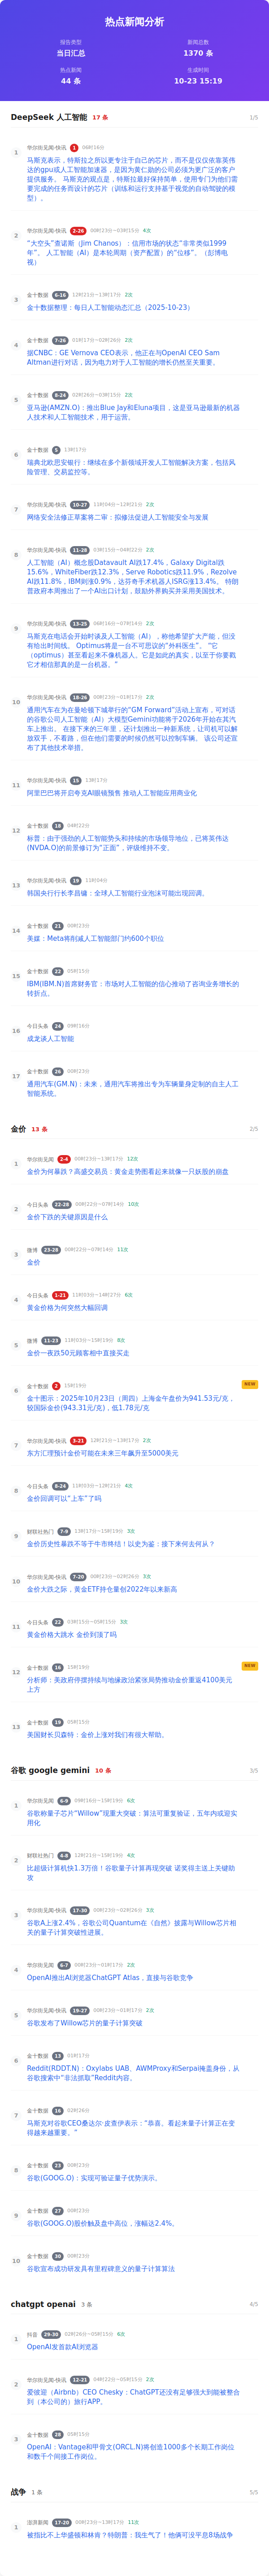 热点新闻分析
报告类型
新闻总数
当日汇总
1370 条
热点新闻
生成时间
44 条
10-23 15:19
DeepSeek 人工智能 17 条 1/5
1
华尔街见闻-快讯 1 09时16分
马斯克表示，特斯拉之所以更专注于自己的芯片，而不是仅仅依靠英伟
达的gpu或人工智能加速器，是因为黄仁勋的公司必须为更广泛的客户
提供服务。 马斯克的观点是，特斯拉最好保持简单，使用专门为他们需
要完成的任务而设计的芯片（训练和运行支持基于视觉的自动驾驶的模
型）。
2
华尔街见闻-快讯 2-26 00时23分~03时15分 4次
“大空头”查诺斯（Jim Chanos）：信用市场的状态“非常类似1999
年”。 人工智能（AI）是本轮周期（资产配置）的“位移”。（彭博电
视）
3
金十数据 6-16 12时21分~13时17分 2次
金十数据整理：每日人工智能动态汇总（2025-10-23）
4
金十数据 7-26 01时17分~02时26分 2次
据CNBC：GE Vernova CEO表示，他正在与OpenAI CEO Sam
Altman进行对话，因为电力对于人工智能的增长仍然至关重要。
5
金十数据 8-24 02时26分~03时15分 2次
亚马逊(AMZN.O)：推出Blue Jay和Eluna项目，这是亚马逊最新的机器
人技术和人工智能技术，用于运营。
6
金十数据 9 13时17分
瑞典北欧思安银行：继续在多个新领域开发人工智能解决方案，包括风
险管理、交易监控等。
7
华尔街见闻-快讯 10-27 11时04分~12时21分 2次
网络安全法修正草案将二审：拟修法促进人工智能安全与发展
8
华尔街见闻-快讯 11-28 03时15分~04时22分 2次
人工智能（AI）概念股Datavault AI跌17.4%，Galaxy Digital跌
15.6%，WhiteFiber跌12.3%，Serve Robotics跌11.9%，Rezolve
AI跌11.8%，IBM则涨0.9%，达芬奇手术机器人ISRG涨13.4%。 特朗
普政府本周推出了一个AI出口计划，鼓励外界购买并采用美国技术。
9
华尔街见闻-快讯 13-25 06时16分~07时14分 2次
马斯克在电话会开始时谈及人工智能（AI），称他希望扩大产能，但没
有给出时间线。 Optimus将是一台不可思议的“外科医生”。 “它
（optimus）甚至看起来不像机器人。它是如此的真实，以至于你要戳
它才相信那真的是一台机器。”
10
华尔街见闻-快讯 18-26 00时23分~01时17分 2次
通用汽车在为在曼哈顿下城举行的“GM Forward”活动上宣布，可对话
的谷歌公司人工智能（AI）大模型Gemini功能将于2026年开始在其汽
车上推出。 在接下来的三年里，还计划推出一种新系统，让司机可以解
放双手，不看路，但在他们需要的时候仍然可以控制车辆。 该公司还宣
布了其他技术举措。
11
华尔街见闻-快讯 15 13时17分
阿里巴巴将开启夸克AI眼镜预售 推动人工智能应用商业化
12
金十数据 18 04时22分
标普：由于强劲的人工智能势头和持续的市场领导地位，已将英伟达
(NVDA.O)的前景修订为“正面”，评级维持不变。
13
华尔街见闻-快讯 19 11时04分
韩国央行行长李昌镛：全球人工智能行业泡沫可能出现回调。
14
金十数据 21 00时23分
美媒：Meta将削减人工智能部门约600个职位
15
金十数据 22 05时15分
IBM(IBM.N)首席财务官：市场对人工智能的信心推动了咨询业务增长的
转折点。
16
今日头条 24 09时16分
成龙谈人工智能
17
金十数据 26 00时23分
通用汽车(GM.N)：未来，通用汽车将推出专为车辆量身定制的自主人工
智能系统。
金价 13 条 2/5
1
华尔街见闻 2-4 00时23分~13时17分 12次
金价为何暴跌？高盛交易员：黄金走势图看起来就像一只妖股的崩盘
2
今日头条 22-28 00时22分~07时14分 10次
金价下跌的关键原因是什么
3
微博 23-28 00时22分~07时14分 11次
金价
4
今日头条 1-21 11时03分~14时27分 6次
黄金价格为何突然大幅回调
5
微博 11-23 11时03分~15时19分 8次
金价一夜跌50元顾客相中直接买走
6
金十数据 2 15时19分 NEW
金十图示：2025年10月23日（周四）上海金午盘价为941.53元/克，
较国际金价(943.31元/克)，低1.78元/克
7
华尔街见闻-快讯 3-21 12时21分~13时17分 2次
东方汇理预计金价可能在未来三年飙升至5000美元
8
今日头条 8-24 11时03分~12时21分 4次
金价回调可以“上车”了吗
9
财联社热门 7-9 13时17分~15时19分 3次
金价历史性暴跌不等于牛市终结！以史为鉴：接下来何去何从？
10
华尔街见闻-快讯 7-20 00时23分~02时26分 3次
金价大跌之际，黄金ETF持仓量创2022年以来新高
11
今日头条 22 03时15分~05时15分 3次
黄金价格大跳水 金价到顶了吗
12
金十数据 16 15时19分 NEW
分析师：美政府停摆持续与地缘政治紧张局势推动金价重返4100美元
上方
13
金十数据 19 05时15分
美国财长贝森特：金价上涨对我们有很大帮助。
谷歌 google gemini 10 条 3/5
1
华尔街见闻 6-9 09时16分~15时19分 6次
谷歌称量子芯片“Willow”现重大突破：算法可重复验证，五年内或迎实
用化
2
财联社热门 4-8 12时21分~15时19分 4次
比超级计算机快1.3万倍！谷歌量子计算再现突破 诺奖得主送上关键助
攻
3
华尔街见闻-快讯 17-30 00时23分~02时26分 3次
谷歌A上涨2.4%，谷歌公司Quantum在《自然》披露与Willow芯片相
关的量子计算突破性进展。
4
华尔街见闻 6-7 00时23分~01时17分 2次
OpenAI推出AI浏览器ChatGPT Atlas，直接与谷歌竞争
5
华尔街见闻-快讯 19-27 00时23分~01时17分 2次
谷歌发布了Willow芯片的量子计算突破
6
金十数据 13 01时17分
Reddit(RDDT.N)：Oxylabs UAB、AWMProxy和Serpai掩盖身份，从
谷歌搜索中“非法抓取”Reddit内容。
7
金十数据 16 02时26分
马斯克对谷歌CEO桑达尔·皮查伊表示：“恭喜。看起来量子计算正在变
得越来越重要。”
8
金十数据 23 00时23分
谷歌(GOOG.O)：实现可验证量子优势演示。
9
金十数据 27 00时23分
谷歌(GOOG.O)股价触及盘中高位，涨幅达2.4%。
10
金十数据 30 00时23分
谷歌宣布成功研发具有里程碑意义的量子计算算法
chatgpt openai 3 条 4/5
1
抖音 29-30 02时26分~05时15分 6次
OpenAI发首款AI浏览器
2
华尔街见闻-快讯 12-21 04时22分~05时15分 2次
爱彼迎（Airbnb）CEO Chesky：ChatGPT还没有足够强大到能被整合
到（本公司的）旅行APP。
3
金十数据 28 05时15分
OpenAI：Vantage和甲骨文(ORCL.N)将创造1000多个长期工作岗位
和数千个间接工作岗位。
战争 1 条 5/5
1
澎湃新闻 17-20 00时23分~13时17分 11次
被指比不上华盛顿和林肯？特朗普：我生气了！他俩可没平息8场战争